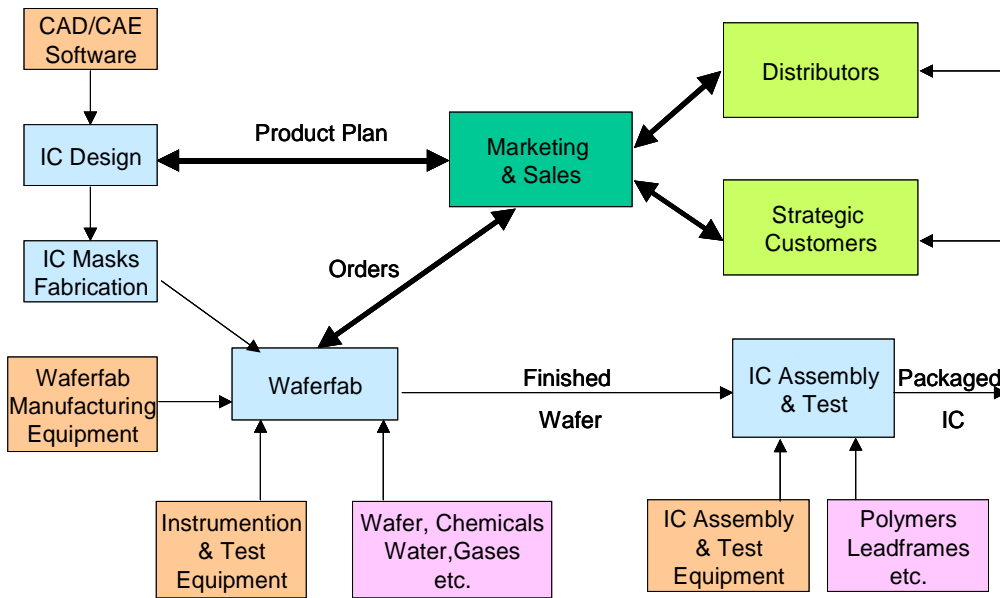 CAD/CAE
Software
Distributors
Product Plan
IC Design
Marketing
& Sales
Strategic
Customers
IC Masks
Fabrication
Orders
Waferfab
Manufacturing
Equipment
Waferfab
Finished
Wafer
IC Assembly
& Test
Packaged
IC
Instrumention
& Test
Equipment
Wafer, Chemicals
Water,Gases
etc.
IC Assembly
& Test
Equipment
Polymers
Leadframes
etc.